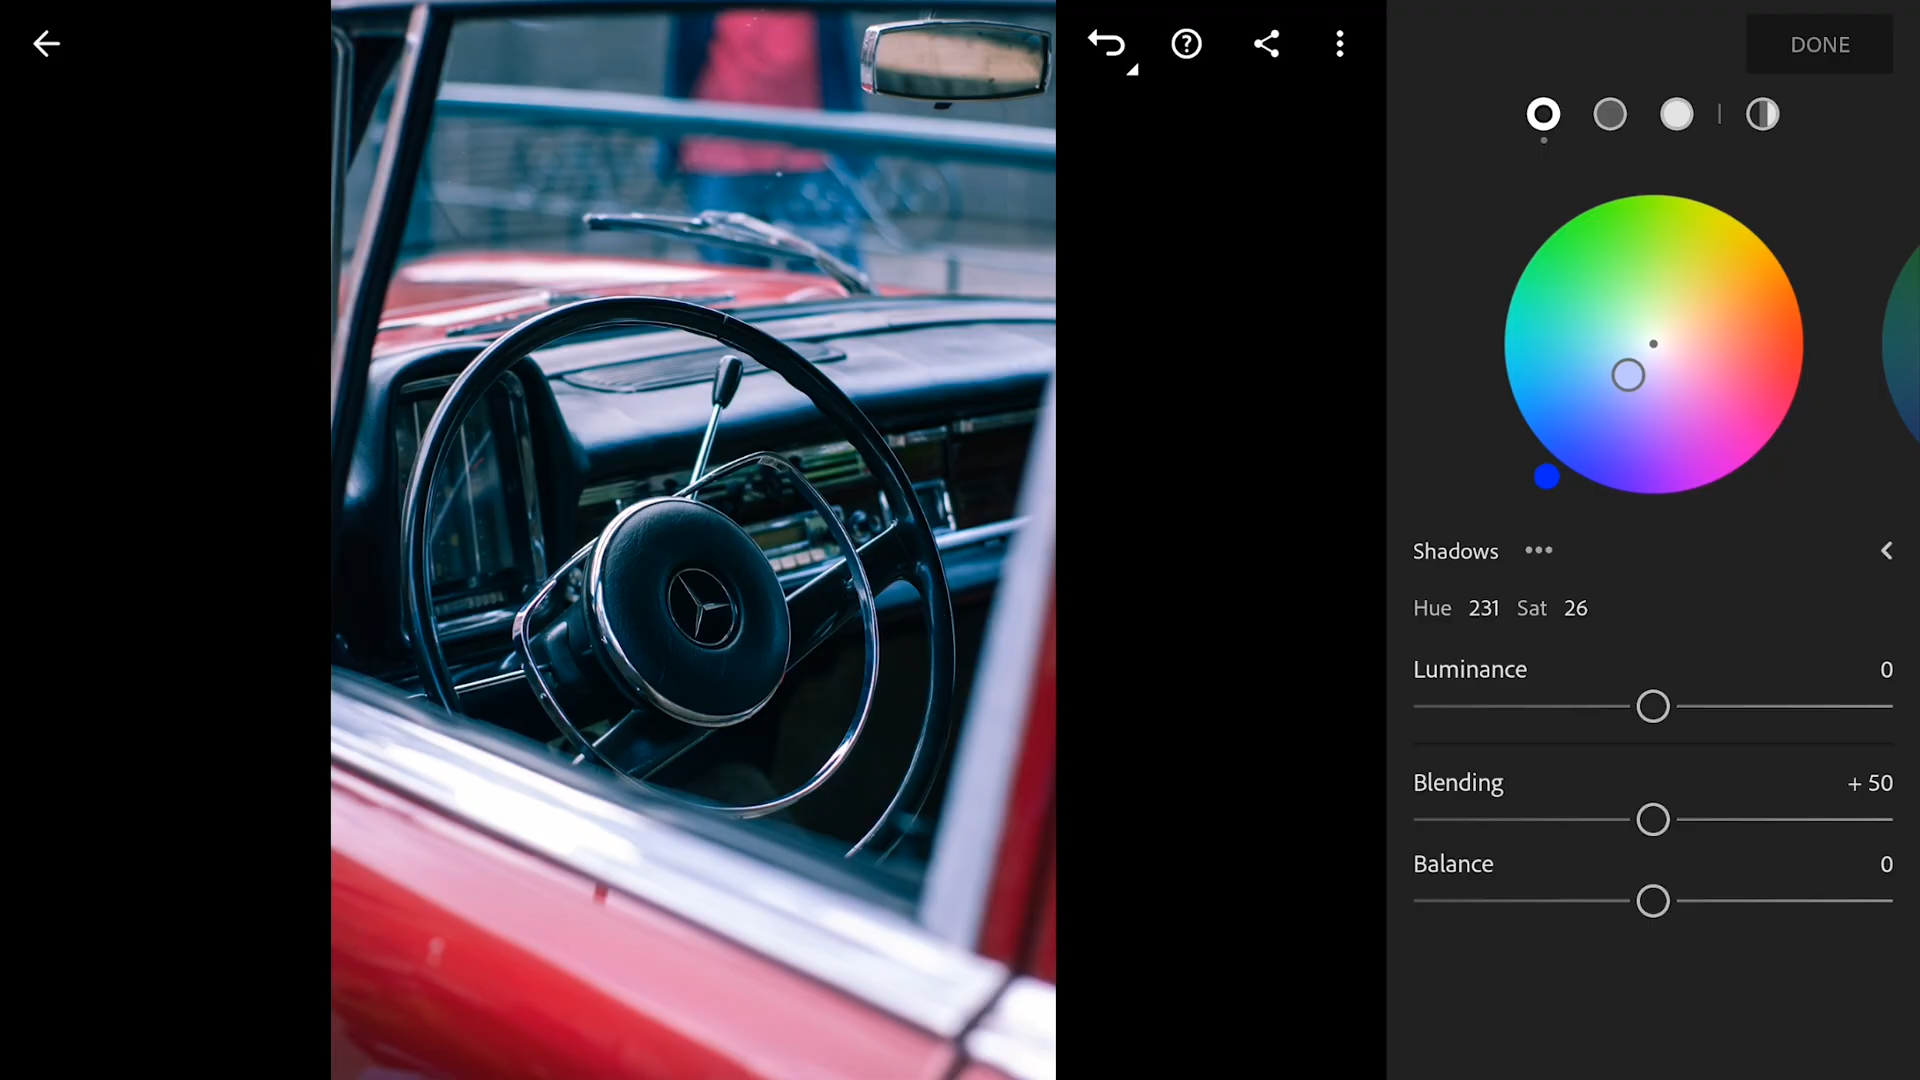 DONE
Shadows
Hue 231 Sat 26
Luminance 0
Blending + 50
Balance 0